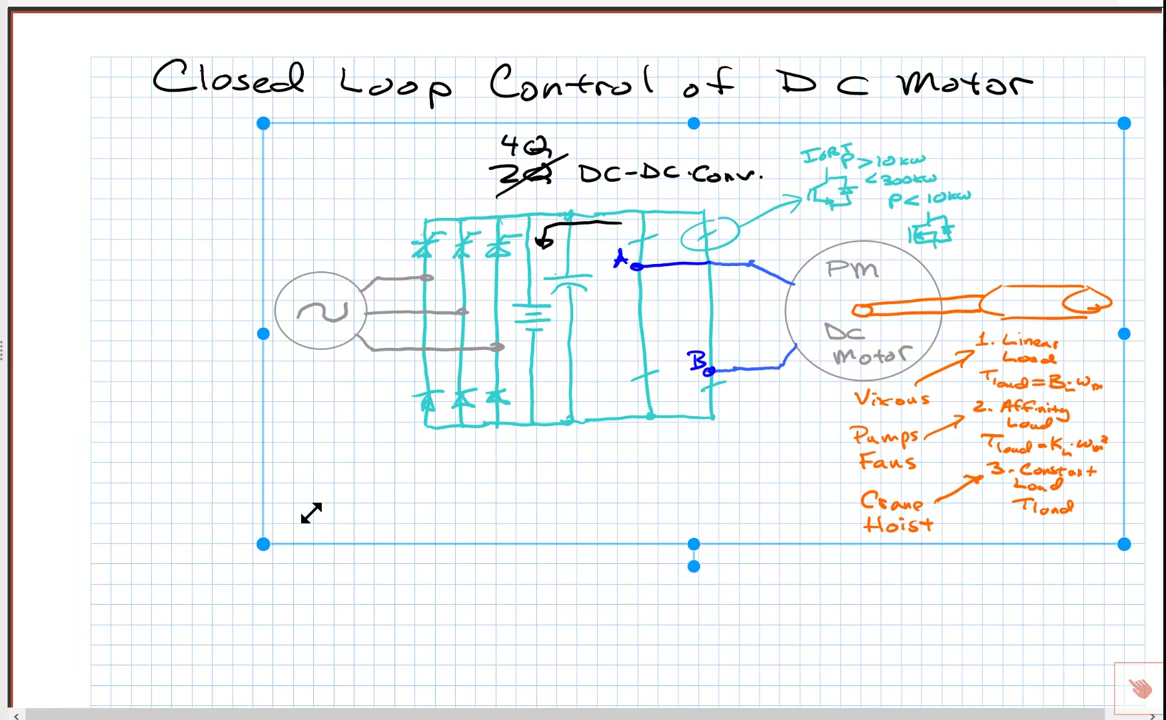 Closed Loop Control of DC Motor
4Q
2Q DC-DC Conv.
P > 10kW
< 300kW
P < 10kW
A
B
PM
DC
Motor
1. Linear
Load
Tload = BL·ωm
2. Affinity
Load
Tload = KL·ωm²
3. Constant
Load
Tload
Viscous
Pumps
Fans
Crane
Hoist